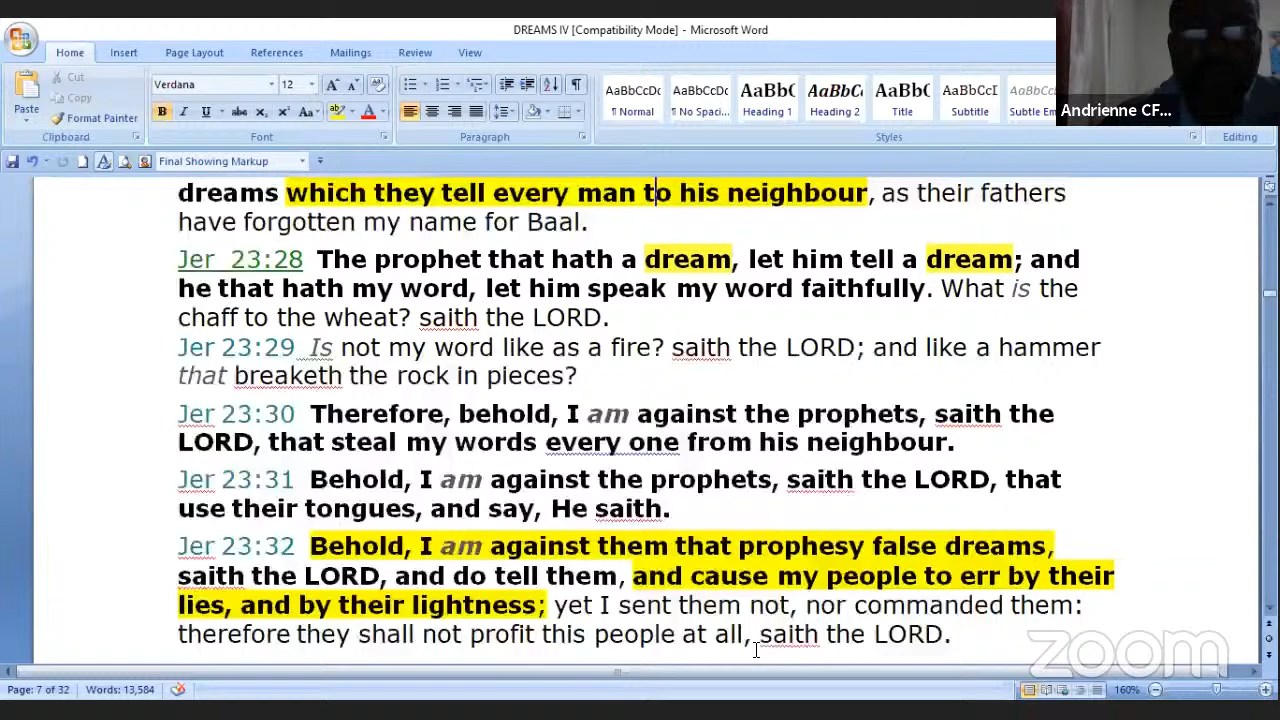 DREAMS IV [Compatibility Mode] - Microsoft Word
Home Insert Page Layout References Mailings Review View
Paste Cut Copy Format Painter Clipboard
Verdana 12
Font
Paragraph
AaBbCcDc ¶ Normal
AaBbCcDc ¶ No Spaci...
AaBbC Heading 1
AaBbCc Heading 2
AaBbC Title
AaBbCcI Subtitle
AaBbCcDc Subtle Em
Styles
Editing
Andrienne CF...
Final Showing Markup
dreams which they tell every man to his neighbour, as their fathers
have forgotten my name for Baal.
Jer 23:28 The prophet that hath a dream, let him tell a dream; and
he that hath my word, let him speak my word faithfully. What is the
chaff to the wheat? saith the LORD.
Jer 23:29 Is not my word like as a fire? saith the LORD; and like a hammer
that breaketh the rock in pieces?
Jer 23:30 Therefore, behold, I am against the prophets, saith the
LORD, that steal my words every one from his neighbour.
Jer 23:31 Behold, I am against the prophets, saith the LORD, that
use their tongues, and say, He saith.
Jer 23:32 Behold, I am against them that prophesy false dreams,
saith the LORD, and do tell them, and cause my people to err by their
lies, and by their lightness; yet I sent them not, nor commanded them:
therefore they shall not profit this people at all, saith the LORD.
zoom
Page: 7 of 32 Words: 13,584 160%